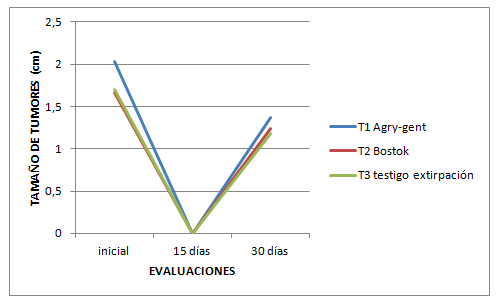 TAMAÑO DE TUMORES (cm)
2,5
2
1,5
1
0,5
0
inicial
15 días
30 días
EVALUACIONES
T1 Agry-gent
T2 Bostok
T3 testigo extirpación